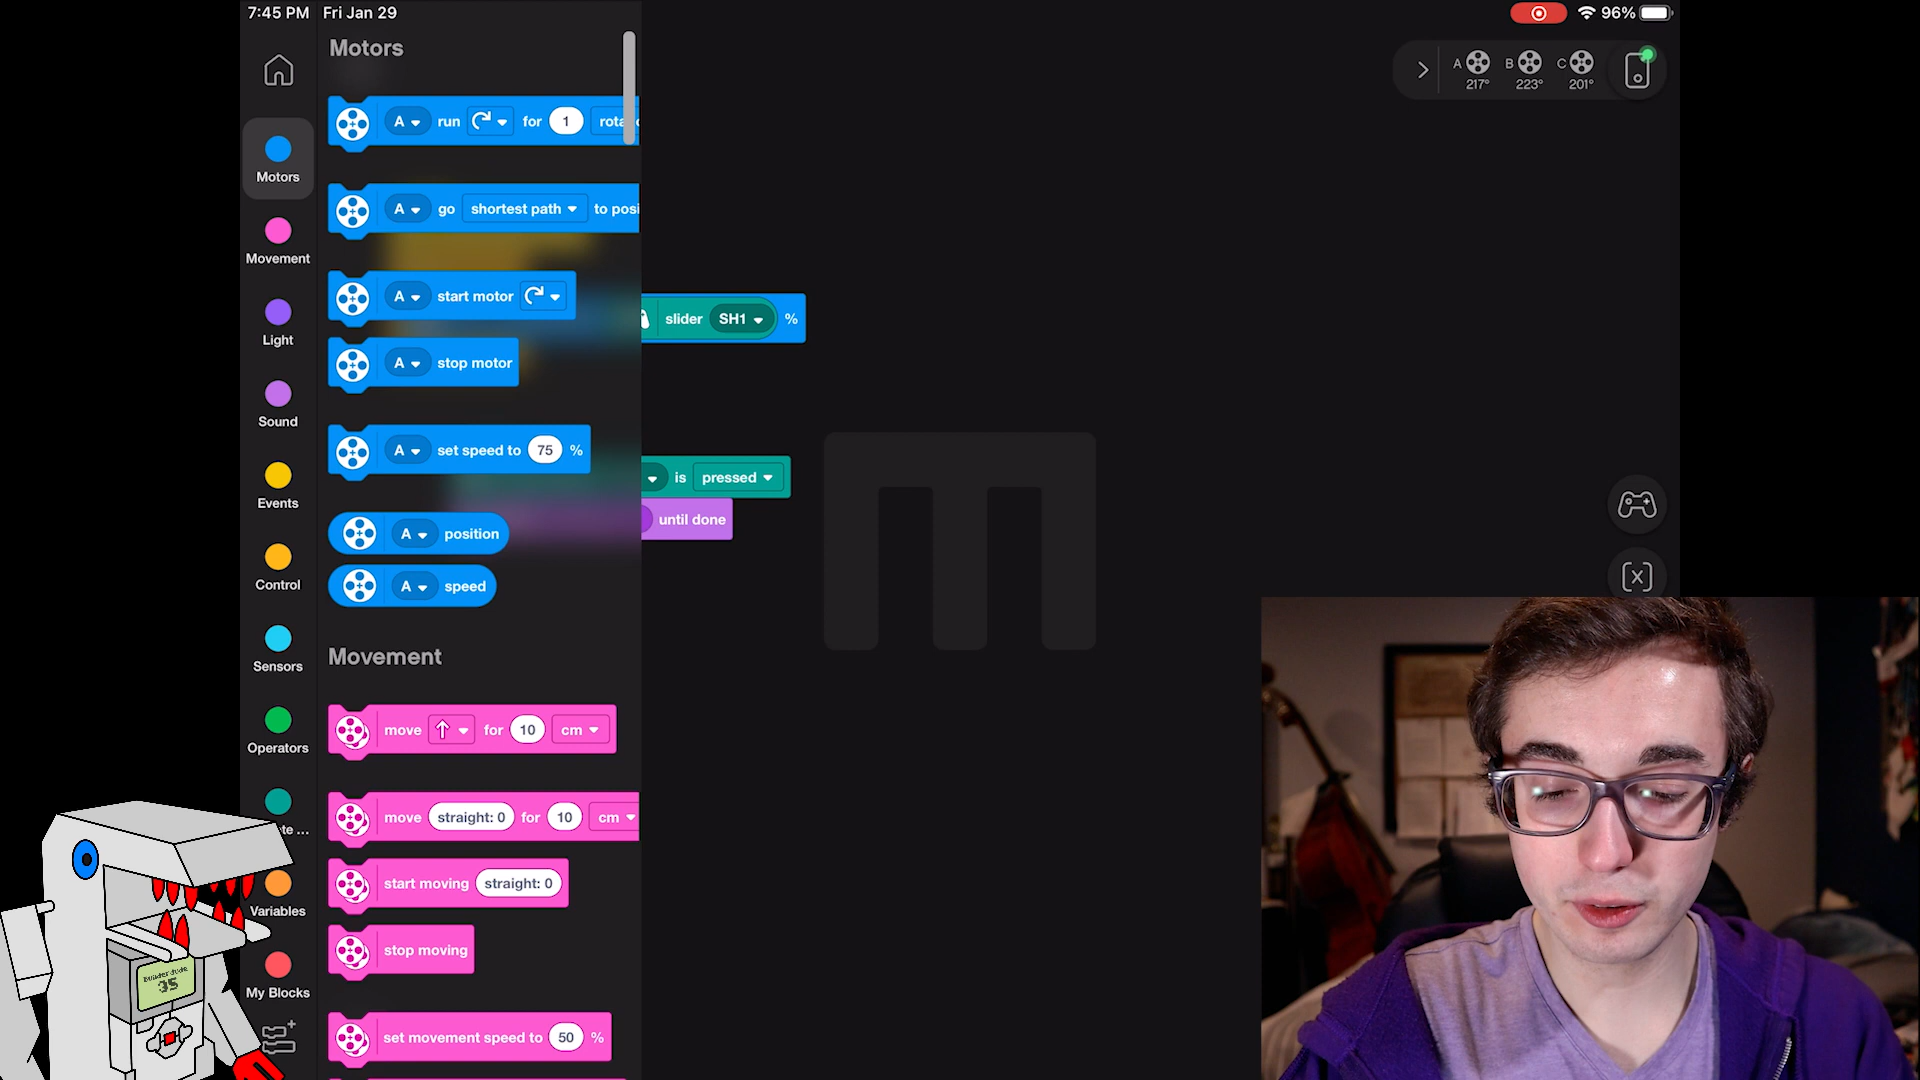 7:45 PM Fri Jan 29
96%
Motors
A run for 1
A go shortest path
A start motor
A stop motor
A set speed to 75 %
A position
A speed
Movement
move for 10 cm
move straight: 0 for 10 cm
start moving straight: 0
stop moving
set movement speed to 50 %
Motors
Movement
Light
Sound
Events
Control
Sensors
Operators
Variables
My Blocks
slider SH1 %
is pressed
until done
A 217°
B 223°
C 201°
[x]
Builder dude
35